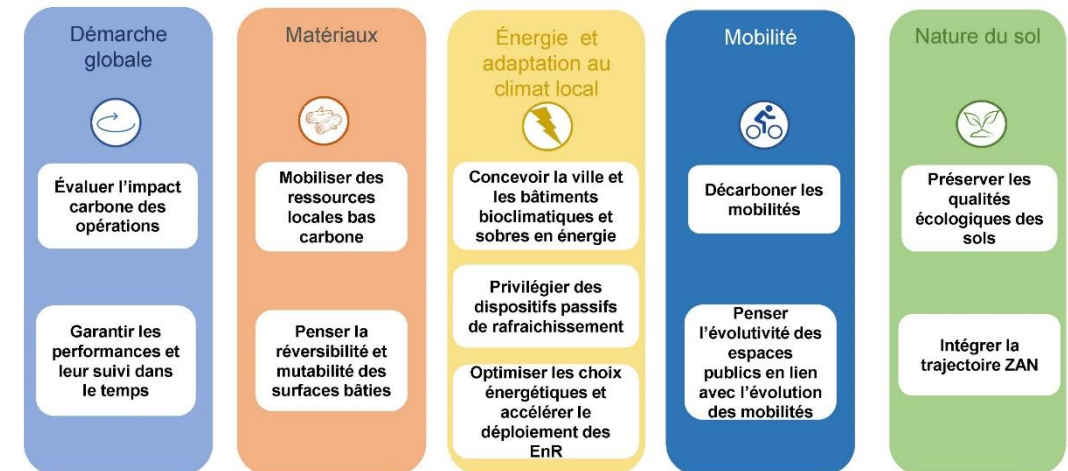 Démarche
globale
Évaluer l'impact
carbone des
opérations
Garantir les
performances et
leur suivi dans
le temps
Matériaux
Mobiliser des
ressources
locales bas
carbone
Penser la
réversibilité et
mutabilité des
surfaces bâties
Énergie et
adaptation au
climat local
Concevoir la ville et
les bâtiments
bioclimatiques et
sobres en énergie
Privilégier des
dispositifs passifs
de rafraichissement
Optimiser les choix
énergétiques et
accélérer le
déploiement des
EnR
Mobilité
Décarboner les
mobilités
Penser
l'évolutivité des
espaces
publics en lien
avec l'évolution
des mobilités
Nature du sol
Préserver les
qualités
écologiques des
sols
Intégrer la
trajectoire ZAN